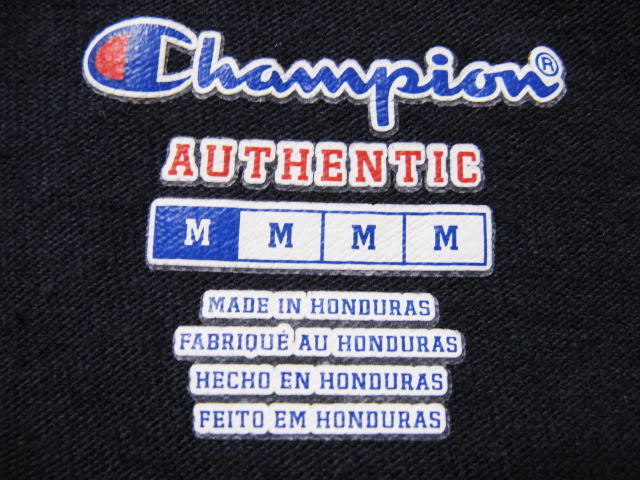 Champion®
AUTHENTIC
M M M M
MADE IN HONDURAS
FABRIQUÉ AU HONDURAS
HECHO EN HONDURAS
FEITO EM HONDURAS